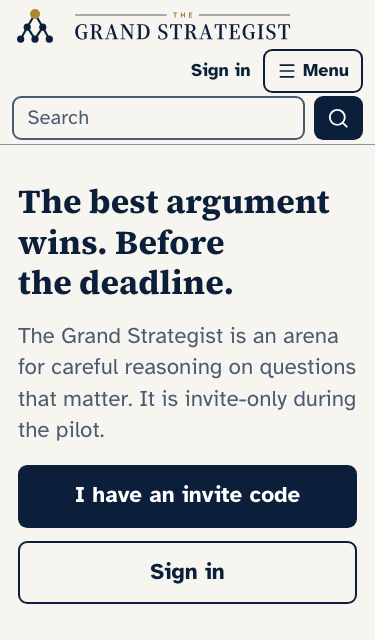 THE
GRAND STRATEGIST
Sign in
Menu
Search
The best argument
wins. Before
the deadline.
The Grand Strategist is an arena
for careful reasoning on questions
that matter. It is invite-only during
the pilot.
I have an invite code
Sign in